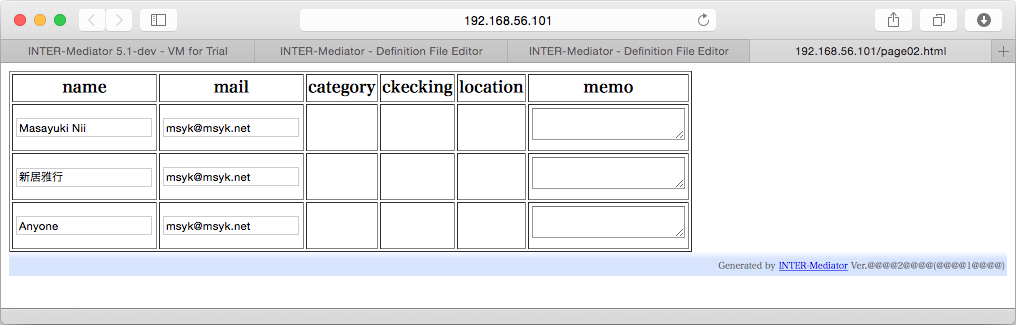 192.168.56.101
INTER-Mediator 5.1-dev - VM for Trial
INTER-Mediator - Definition File Editor
INTER-Mediator - Definition File Editor
192.168.56.101/page02.html
name mail category ckecking location memo
Masayuki Nii msyk@msyk.net
新居雅行 msyk@msyk.net
Anyone msyk@msyk.net
Generated by INTER-Mediator Ver.@@@@2@@@@(@@@@1@@@@)